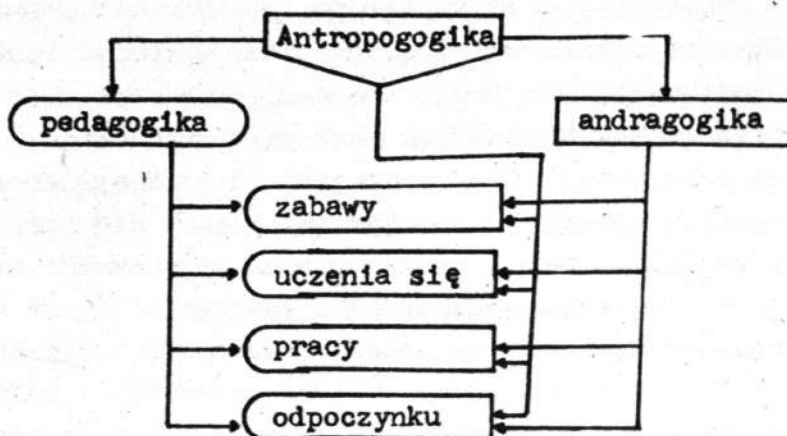 Antropogogika
pedagogika
andragogika
zabawy
uczenia się
pracy
odpoczynku